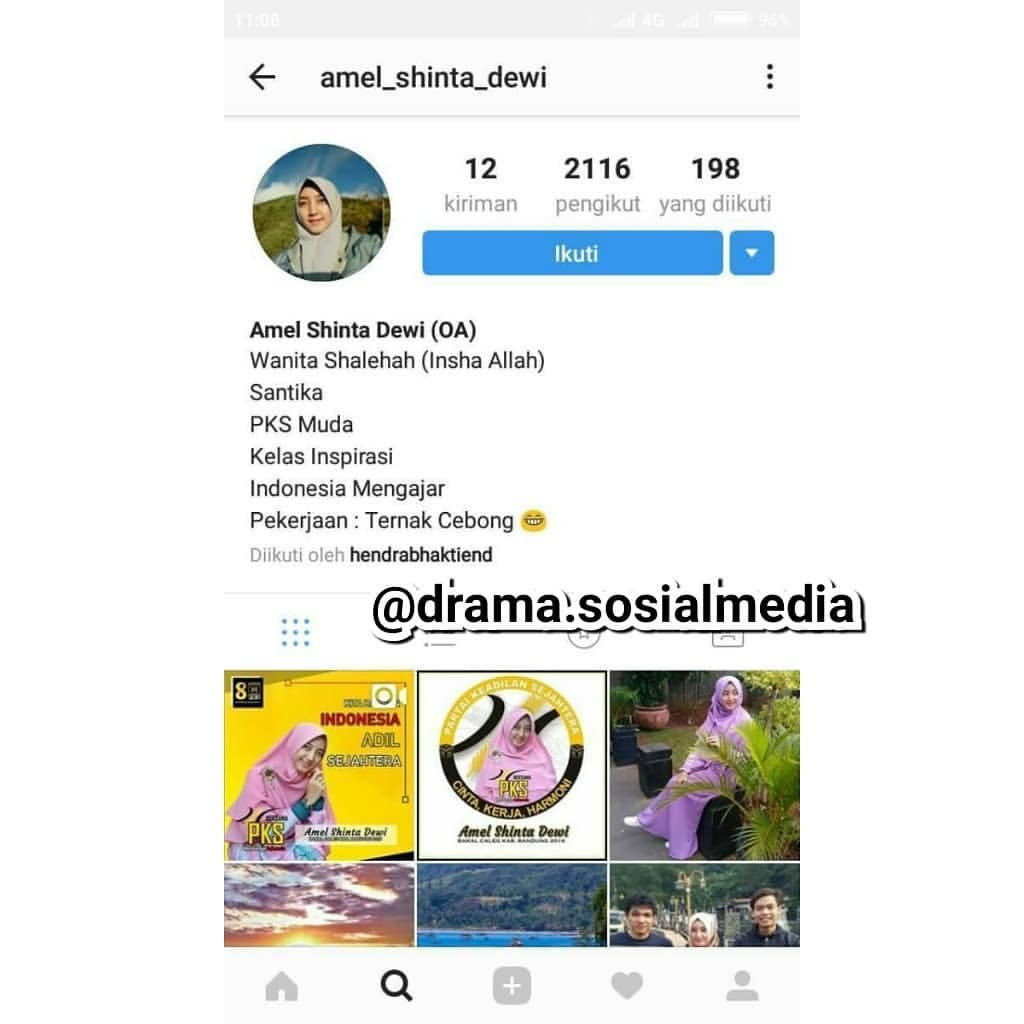 11:00
4G
94%
amel_shinta_dewi
12
2116
198
kiriman
pengikut
yang diikuti
Ikuti
Amel Shinta Dewi (OA)
Wanita Shalehah (Insha Allah)
Santika
PKS Muda
Kelas Inspirasi
Indonesia Mengajar
Pekerjaan : Ternak Cebong 😁
Diikuti oleh hendrabhaktiend
@drama.sosialmedia
8
INDONESIA
ADIL
SEJAHTERA
BERSAMA
PKS
Amel Shinta Dewi
PARTAI KEADILAN SEJAHTERA
BERSAMA
PKS
CINTA, KERJA, HARMONI
Amel Shinta Dewi
BAKAL CALEG KAB. BANDUNG 2019